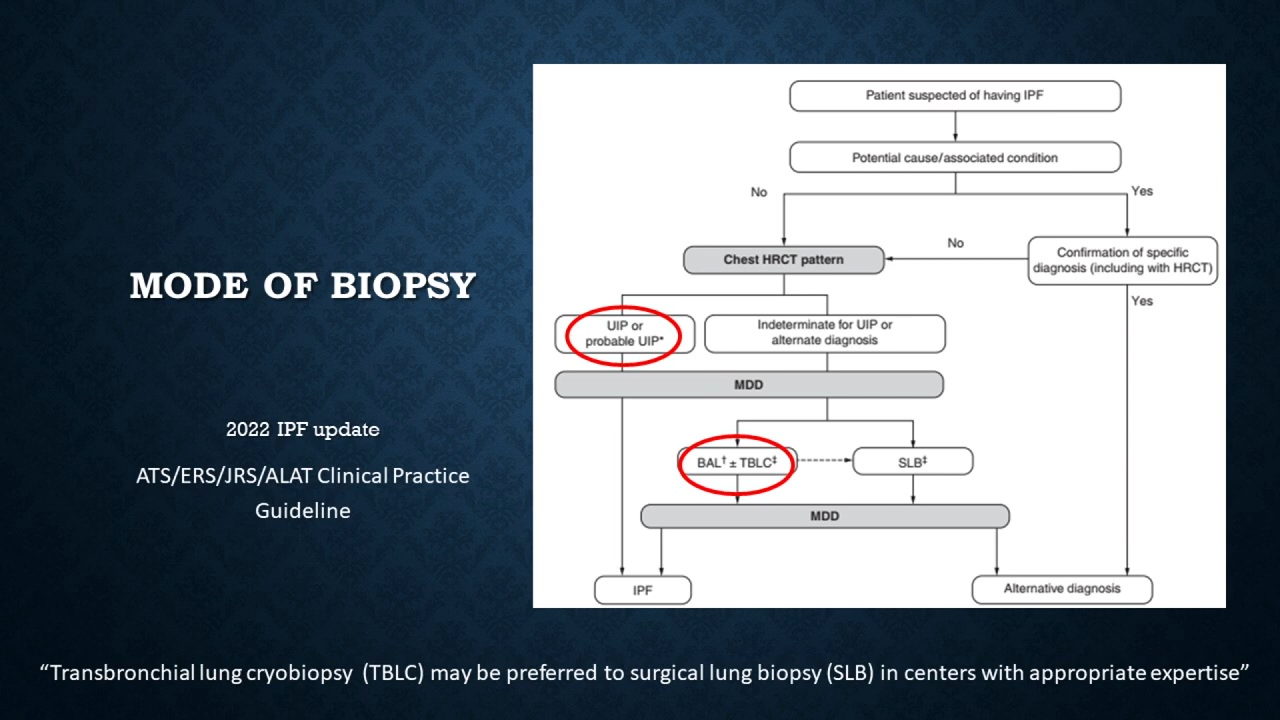 MODE OF BIOPSY
2022 IPF update
ATS/ERS/JRS/ALAT Clinical Practice
Guideline
Patient suspected of having IPF
Potential cause/associated condition
No
Yes
Chest HRCT pattern
No
Confirmation of specific
diagnosis (including with HRCT)
Yes
UIP or
probable UIP*
Indeterminate for UIP or
alternate diagnosis
MDD
BAL† ± TBLC‡
SLB‡
MDD
IPF
Alternative diagnosis
“Transbronchial lung cryobiopsy (TBLC) may be preferred to surgical lung biopsy (SLB) in centers with appropriate expertise”